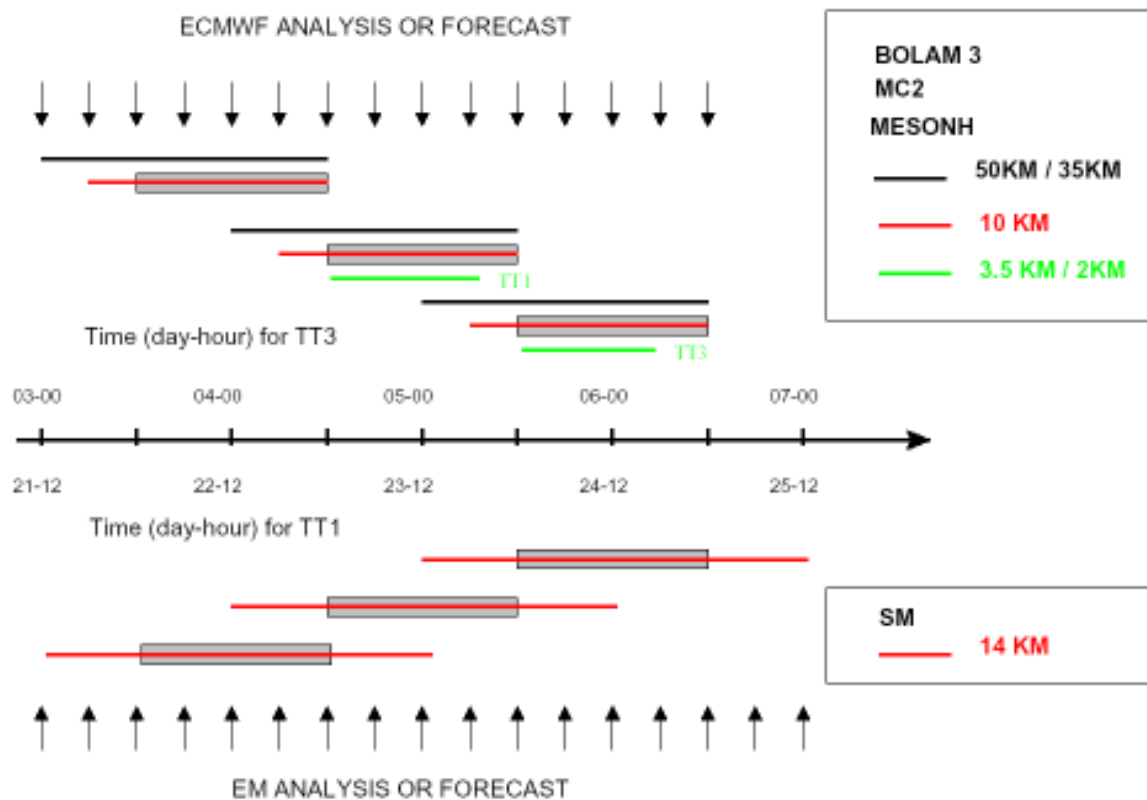 ECMWF ANALYSIS OR FORECAST
BOLAM 3
MC2
MESONH
50KM / 35KM
10 KM
3.5 KM / 2KM
TT1
TT3
Time (day-hour) for TT3
03-00 04-00 05-00 06-00 07-00
21-12 22-12 23-12 24-12 25-12
Time (day-hour) for TT1
SM
14 KM
EM ANALYSIS OR FORECAST